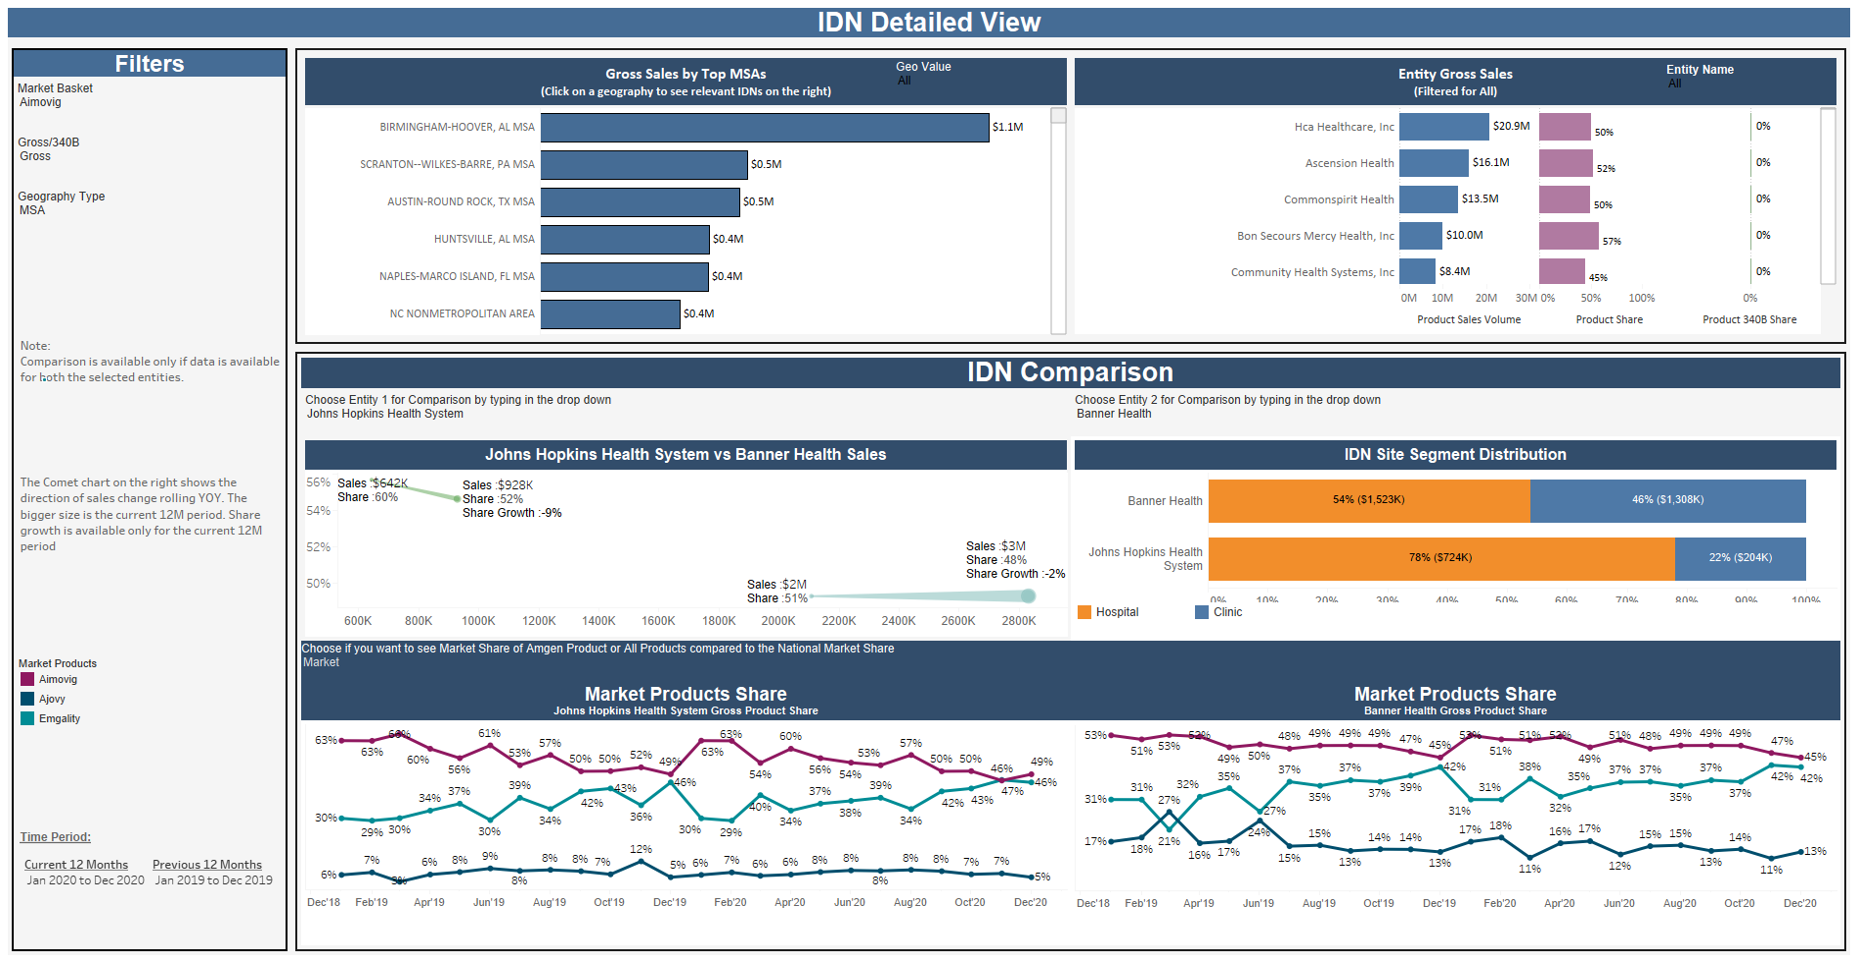 IDN Detailed View
Filters
Market Basket
Aimovig
Gross/340B
Gross
Geography Type
MSA
Note:
Comparison is available only if data is available
for both the selected entities.
The Comet chart on the right shows the
direction of sales change rolling YOY. The
bigger size is the current 12M period. Share
growth is available only for the current 12M
period
Market Products
Aimovig
Ajovy
Emgality
Time Period:
Current 12 Months Previous 12 Months
Jan 2020 to Dec 2020 Jan 2019 to Dec 2019
Gross Sales by Top MSAs
(Click on a geography to see relevant IDNs on the right)
Geo Value
All
BIRMINGHAM-HOOVER, AL MSA $1.1M
SCRANTON--WILKES-BARRE, PA MSA $0.5M
AUSTIN-ROUND ROCK, TX MSA $0.5M
HUNTSVILLE, AL MSA $0.4M
NAPLES-MARCO ISLAND, FL MSA $0.4M
NC NONMETROPOLITAN AREA $0.4M
Entity Gross Sales
(Filtered for All)
Entity Name
All
Hca Healthcare, Inc $20.9M 50% 0%
Ascension Health $16.1M 52% 0%
Commonspirit Health $13.5M 50% 0%
Bon Secours Mercy Health, Inc $10.0M 57% 0%
Community Health Systems, Inc $8.4M 45% 0%
0M 10M 20M 30M 0% 50% 100% 0%
Product Sales Volume Product Share Product 340B Share
IDN Comparison
Choose Entity 1 for Comparison by typing in the drop down
Johns Hopkins Health System
Choose Entity 2 for Comparison by typing in the drop down
Banner Health
Johns Hopkins Health System vs Banner Health Sales
56%
54%
52%
50%
Sales :$642K
Share :60%
Sales :$928K
Share :52%
Share Growth :-9%
Sales :$2M
Share :51%
Sales :$3M
Share :48%
Share Growth :-2%
600K 800K 1000K 1200K 1400K 1600K 1800K 2000K 2200K 2400K 2600K 2800K
IDN Site Segment Distribution
Banner Health 54% ($1,523K) 46% ($1,308K)
Johns Hopkins Health
System
78% ($724K) 22% ($204K)
0% 10% 20% 30% 40% 50% 60% 70% 80% 90% 100%
Hospital Clinic
Choose if you want to see Market Share of Amgen Product or All Products compared to the National Market Share
Market
Market Products Share
Johns Hopkins Health System Gross Product Share
63% 63% 66% 60% 56% 61% 53% 57% 50% 50% 52% 49% 63% 63% 54% 60% 56% 54% 53% 57% 50% 50% 46% 49%
30% 29% 30% 34% 37% 30% 39% 34% 42% 43% 36% 46% 30% 29% 40% 34% 37% 38% 39% 34% 42% 43% 47% 46%
6% 7% 3% 6% 8% 9% 8% 8% 8% 7% 12% 5% 6% 7% 6% 6% 8% 8% 8% 8% 8% 7% 7% 5%
Dec'18 Feb'19 Apr'19 Jun'19 Aug'19 Oct'19 Dec'19 Feb'20 Apr'20 Jun'20 Aug'20 Oct'20 Dec'20
Market Products Share
Banner Health Gross Product Share
53% 51% 53% 52% 49% 50% 48% 49% 49% 49% 47% 45% 53% 51% 51% 52% 49% 51% 48% 49% 49% 49% 47% 45%
31% 31% 21% 32% 35% 27% 37% 35% 37% 37% 39% 42% 31% 31% 38% 32% 35% 37% 37% 35% 37% 37% 42% 42%
17% 18% 27% 16% 17% 24% 15% 15% 13% 14% 14% 13% 17% 18% 11% 16% 17% 12% 15% 15% 13% 14% 11% 13%
Dec'18 Feb'19 Apr'19 Jun'19 Aug'19 Oct'19 Dec'19 Feb'20 Apr'20 Jun'20 Aug'20 Oct'20 Dec'20